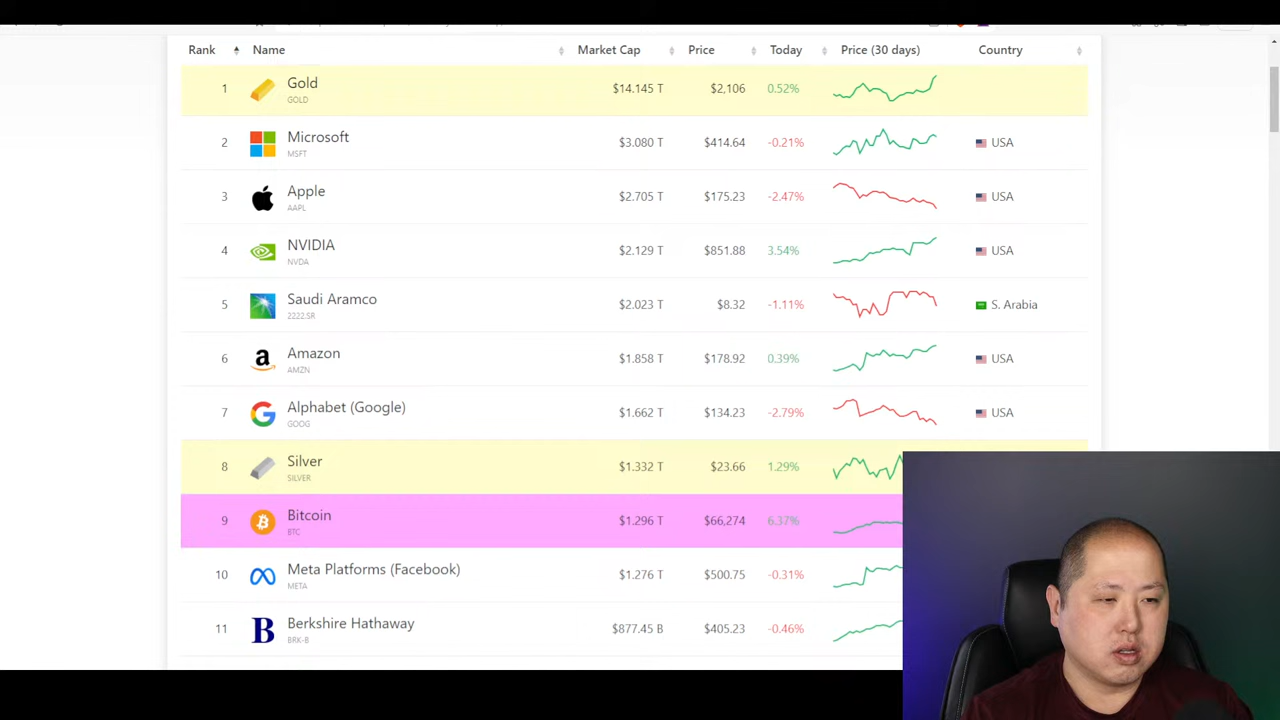 Rank Name Market Cap Price Today Price (30 days) Country
1 Gold $14.145 T $2,106 0.52%
GOLD
2 Microsoft $3.080 T $414.64 -0.21% USA
MSFT
3 Apple $2.705 T $175.23 -2.47% USA
AAPL
4 NVIDIA $2.129 T $851.88 3.54% USA
NVDA
5 Saudi Aramco $2.023 T $8.32 -1.11% S. Arabia
2222.SR
6 Amazon $1.858 T $178.92 0.39% USA
AMZN
7 Alphabet (Google) $1.662 T $134.23 -2.79% USA
GOOG
8 Silver $1.332 T $23.66 1.29%
SILVER
9 Bitcoin $1.296 T $66,274 6.37%
BTC
10 Meta Platforms (Facebook) $1.276 T $500.75 -0.31%
META
11 Berkshire Hathaway $877.45 B $405.23 -0.46%
BRK-B